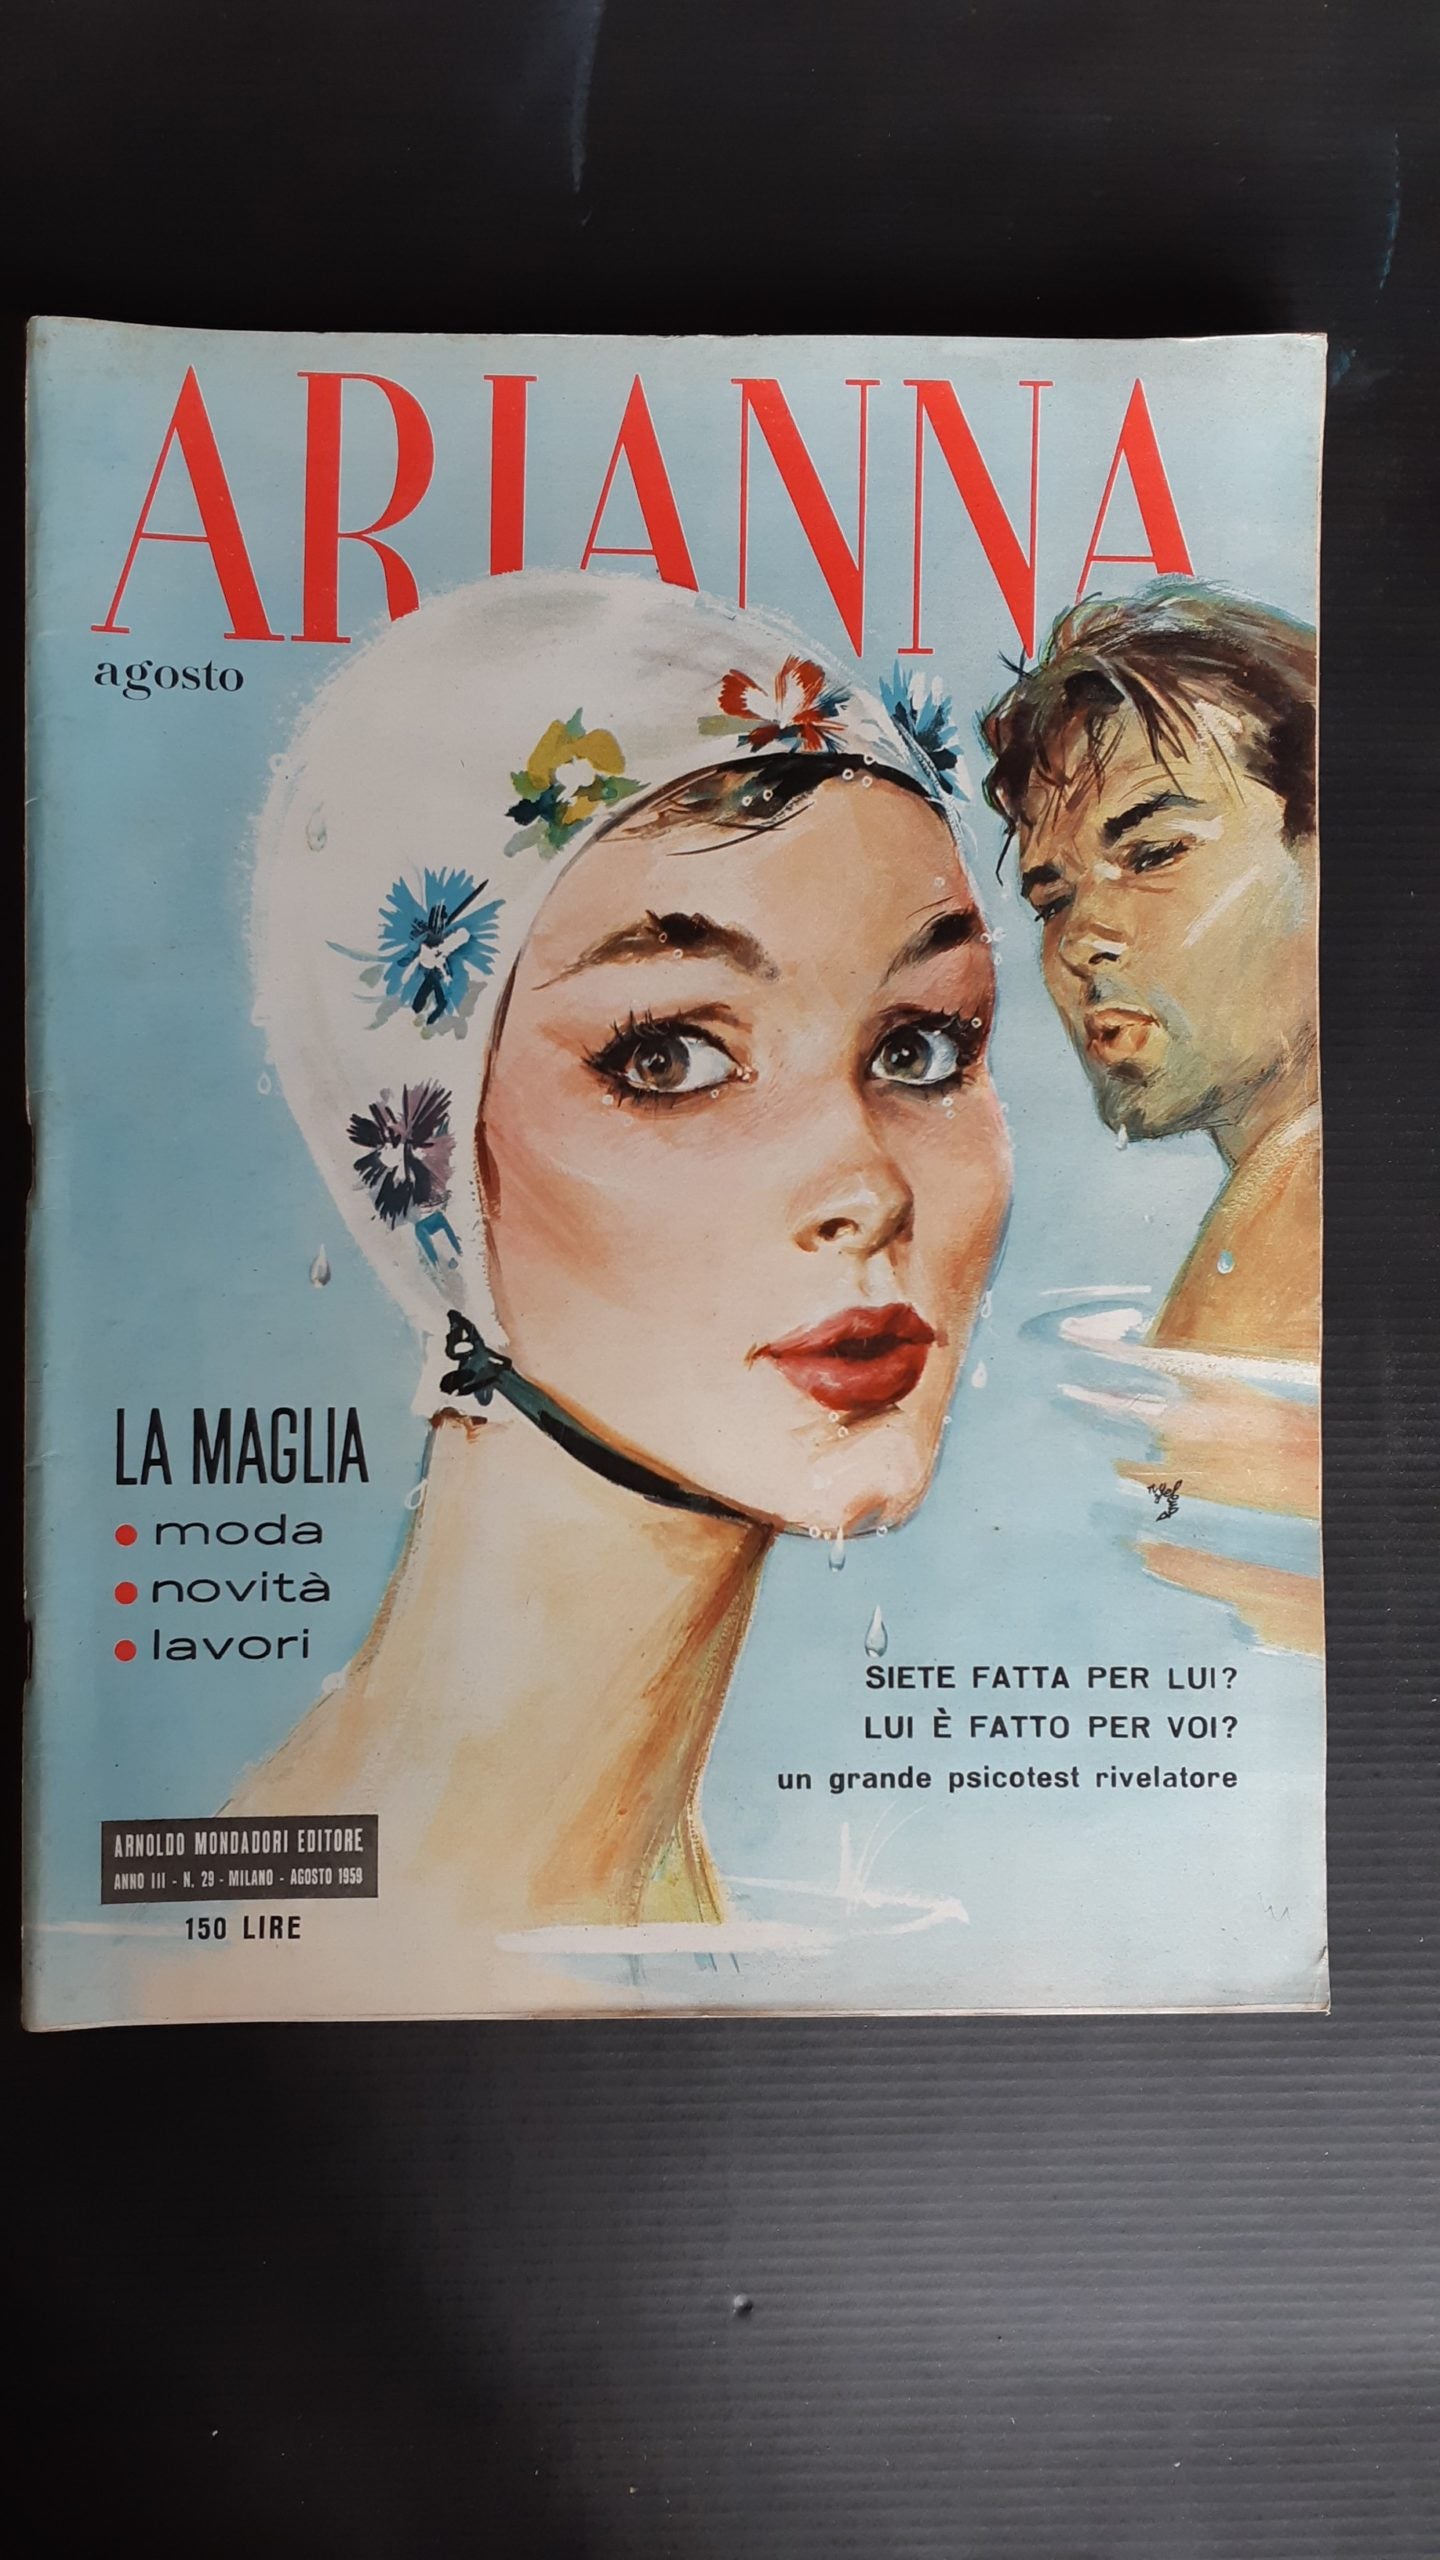 ARIANNA
agosto
LA MAGLIA
• moda
• novità
• lavori
SIETE FATTA PER LUI?
LUI È FATTO PER VOI?
un grande psicotest rivelatore
ARNOLDO MONDADORI EDITORE
ANNO III - N. 29 - MILANO - AGOSTO 1959
150 LIRE